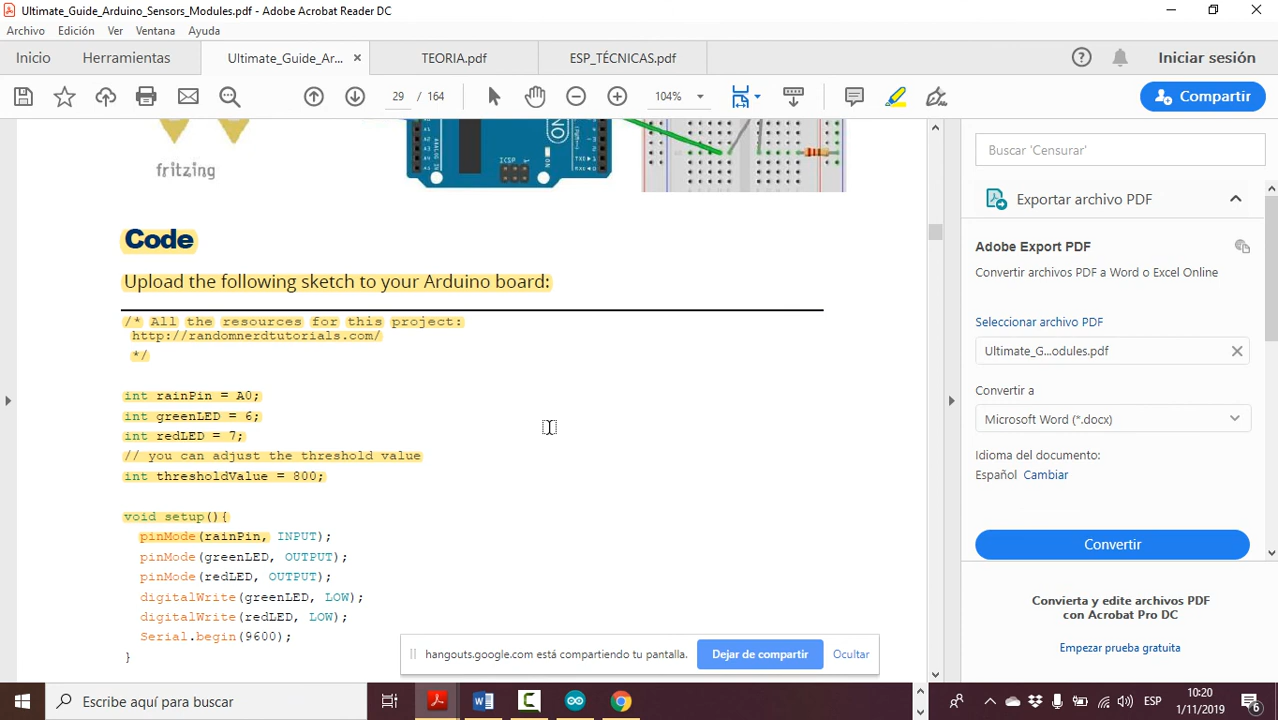 Ultimate_Guide_Arduino_Sensors_Modules.pdf - Adobe Acrobat Reader DC
Archivo Edición Ver Ventana Ayuda
Inicio Herramientas Ultimate_Guide_Ar... × TEORIA.pdf ESP_TÉCNICAS.pdf Iniciar sesión
29 / 164 104% Compartir
fritzing
ICSP
ON
Code
Upload the following sketch to your Arduino board:
/* All the resources for this project:
http://randomnerdtutorials.com/
*/
int rainPin = A0;
int greenLED = 6;
int redLED = 7;
// you can adjust the threshold value
int thresholdValue = 800;
void setup(){
pinMode(rainPin, INPUT);
pinMode(greenLED, OUTPUT);
pinMode(redLED, OUTPUT);
digitalWrite(greenLED, LOW);
digitalWrite(redLED, LOW);
Serial.begin(9600);
}
Buscar 'Censurar'
Exportar archivo PDF
Adobe Export PDF
Convertir archivos PDF a Word o Excel Online
Seleccionar archivo PDF
Ultimate_G...odules.pdf
Convertir a
Microsoft Word (*.docx)
Idioma del documento:
Español Cambiar
Convertir
Convierta y edite archivos PDF
con Acrobat Pro DC
Empezar prueba gratuita
hangouts.google.com está compartiendo tu pantalla. Dejar de compartir Ocultar
Escribe aquí para buscar
ESP
10:20
1/11/2019
6